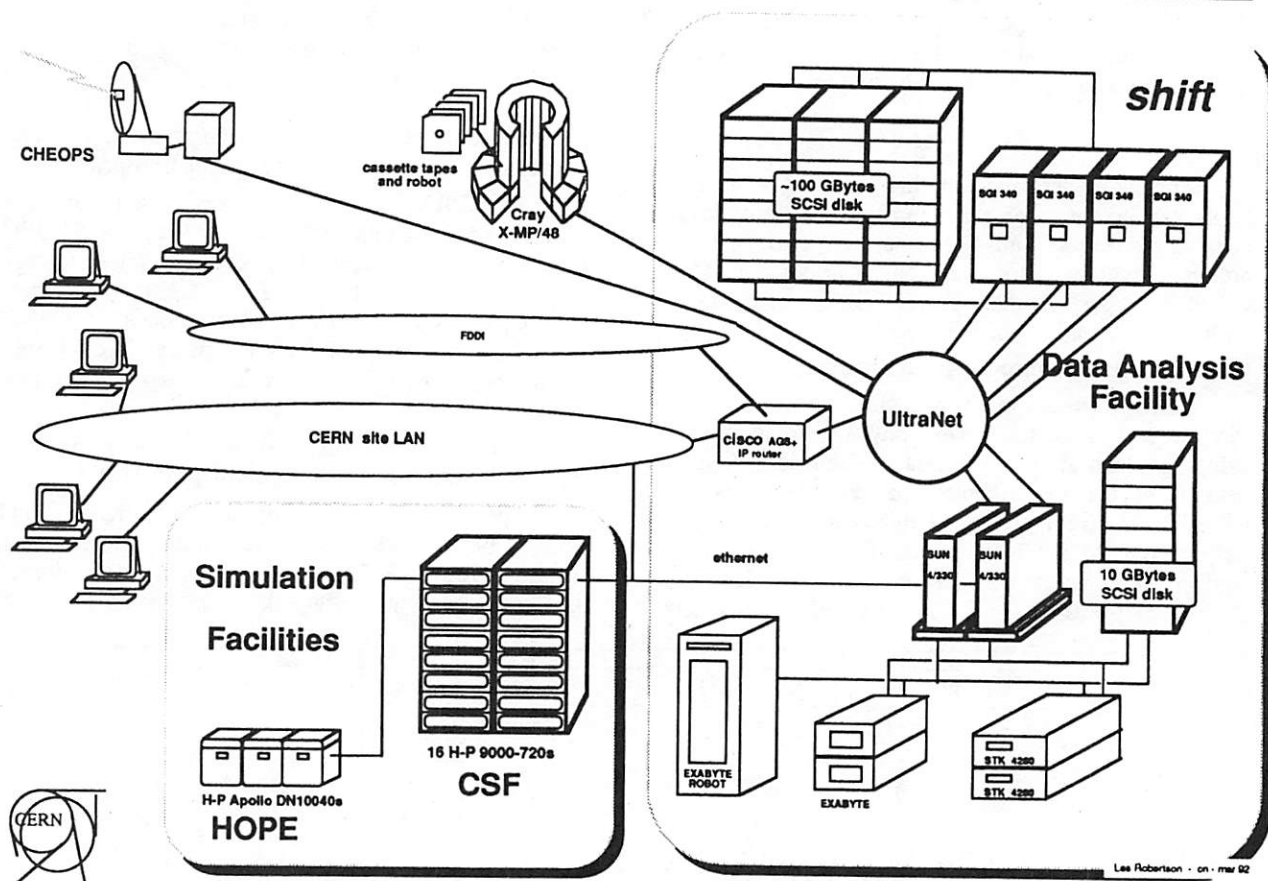 shift
CHEOPS
cassette tapes
and robot
Cray
X-MP/48
~100 GBytes
SCSI disk
SGI 340
SGI 340
SGI 340
SGI 340
FDDI
Data Analysis
Facility
UltraNet
CERN site LAN
cisco AGS+
IP router
ethernet
SUN
4/330
SUN
4/330
10 GBytes
SCSI disk
Simulation
Facilities
16 H-P 9000-720s
CSF
H-P Apollo DN10040s
HOPE
EXABYTE
ROBOT
EXABYTE
STK 4280
STK 4280
CERN
Les Robertson - cn - mar 92